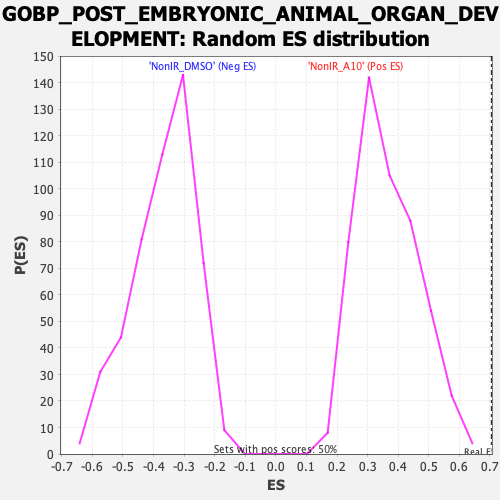 GOBP_POST_EMBRYONIC_ANIMAL_ORGAN_DEV
ELOPMENT: Random ES distribution
'NonIR_DMSO' (Neg ES)
'NonIR_A10' (Pos ES)
150
140
130
120
110
100
90
80
70
60
50
40
30
20
10
0
P(ES)
Sets with pos scores: 50%
Real E
-0.7 -0.6 -0.5 -0.4 -0.3 -0.2 -0.1 0.0 0.1 0.2 0.3 0.4 0.5 0.6 0.7
ES